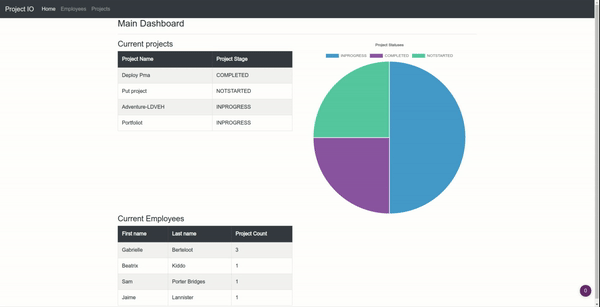 Project IO Home Employees Projects
Main Dashboard
Current projects
Project Name Project Stage
Deploy Pma COMPLETED
Put project NOTSTARTED
Adventure-LDVEH INPROGRESS
Portfoliot INPROGRESS
Project Statuses
INPROGRESS COMPLETED NOTSTARTED
Current Employees
First name Last name Project Count
Gabrielle Berteloot 3
Beatrix Kiddo 1
Sam Porter Bridges 1
Jaime Lannister 1
0